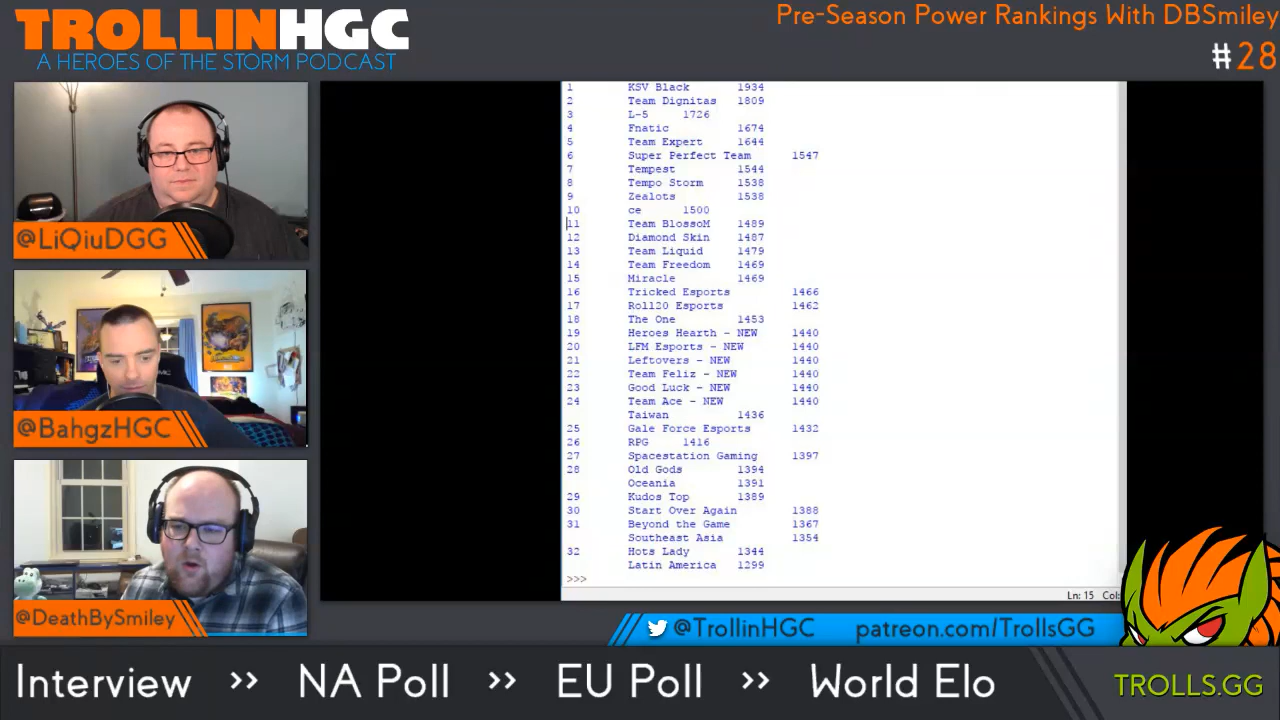 TROLLINHGC
A HEROES OF THE STORM PODCAST
Pre-Season Power Rankings With DBSmiley
#28
@LiQiuDGG
@BahgzHGC
@DeathBySmiley
1 KSV Black 1934
2 Team Dignitas 1809
3 L-5 1726
4 Fnatic 1674
5 Team Expert 1644
6 Super Perfect Team 1547
7 Tempest 1544
8 Tempo Storm 1538
9 Zealots 1538
10 ce 1500
11 Team BlossoM 1489
12 Diamond Skin 1487
13 Team Liquid 1479
14 Team Freedom 1469
15 Miracle 1469
16 Tricked Esports 1466
17 Roll20 Esports 1462
18 The One 1453
19 Heroes Hearth - NEW 1440
20 LFM Esports - NEW 1440
21 Leftovers - NEW 1440
22 Team Feliz - NEW 1440
23 Good Luck - NEW 1440
24 Team Ace - NEW 1440
Taiwan 1436
25 Gale Force Esports 1432
26 RPG 1416
27 Spacestation Gaming 1397
28 Old Gods 1394
Oceania 1391
29 Kudos Top 1389
30 Start Over Again 1388
31 Beyond the Game 1367
Southeast Asia 1354
32 Hots Lady 1344
Latin America 1299
>>>
Ln: 15 Col:
@TrollinHGC patreon.com/TrollsGG
Interview >> NA Poll >> EU Poll >> World Elo
TROLLS.GG